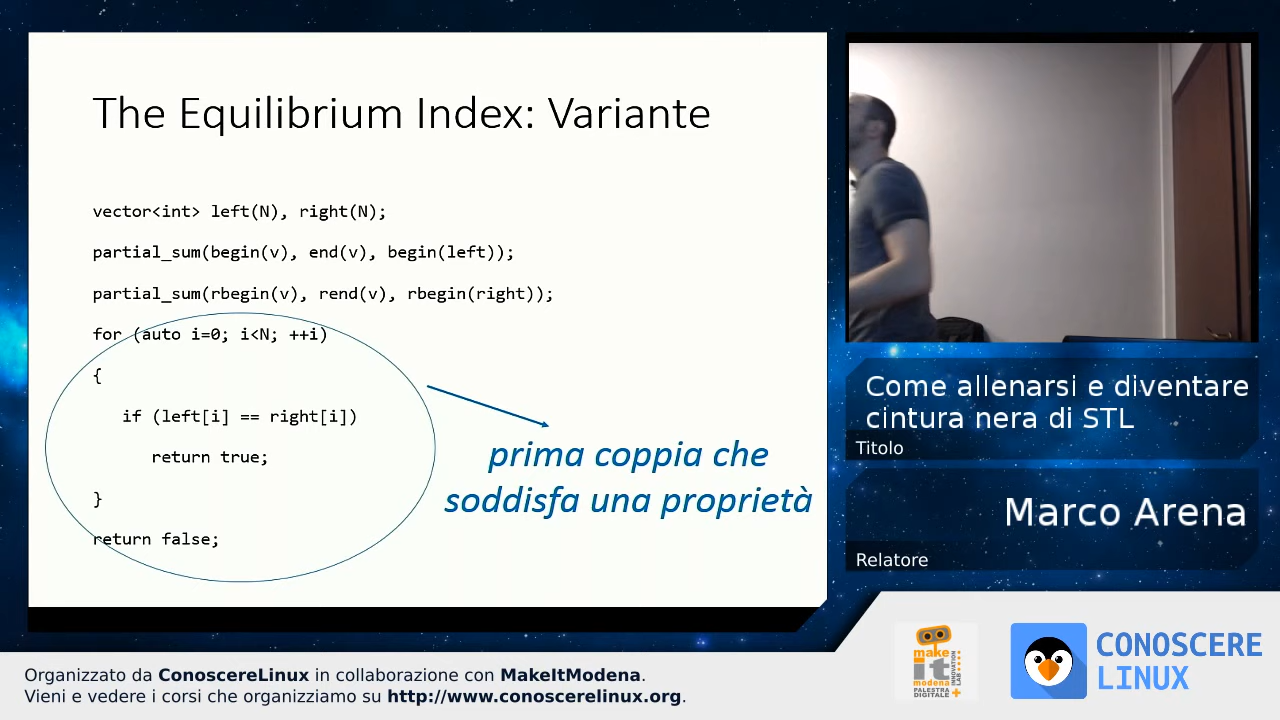 The Equilibrium Index: Variante
vector<int> left(N), right(N);
partial_sum(begin(v), end(v), begin(left));
partial_sum(rbegin(v), rend(v), rbegin(right));
for (auto i=0; i<N; ++i)
{
if (left[i] == right[i])
return true;
}
return false;
prima coppia che
soddisfa una proprietà
Come allenarsi e diventare
cintura nera di STL
Titolo
Marco Arena
Relatore
make
it
modena
PALESTRA
DIGITALE
INNOVATION
LAB
CONOSCERE
LINUX
Organizzato da ConoscereLinux in collaborazione con MakeItModena.
Vieni e vedere i corsi che organizziamo su http://www.conoscerelinux.org.